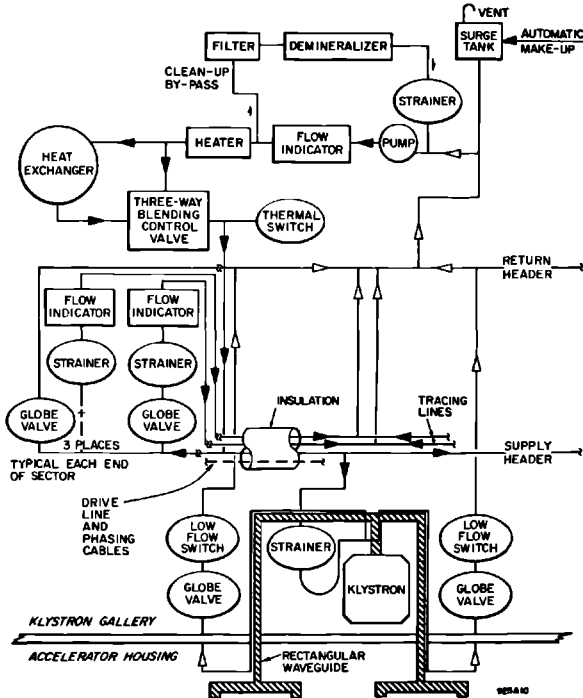 VENT
SURGE
TANK
AUTOMATIC
MAKE-UP
FILTER
DEMINERALIZER
CLEAN-UP
BY-PASS
STRAINER
HEAT
EXCHANGER
HEATER
FLOW
INDICATOR
PUMP
THREE-WAY
BLENDING
CONTROL
VALVE
THERMAL
SWITCH
RETURN
HEADER
FLOW
INDICATOR
FLOW
INDICATOR
STRAINER
STRAINER
INSULATION
GLOBE
VALVE
GLOBE
VALVE
TRACING
LINES
3 PLACES
TYPICAL EACH END
OF SECTOR
SUPPLY
HEADER
DRIVE
LINE
AND
PHASING
CABLES
LOW
FLOW
SWITCH
STRAINER
LOW
FLOW
SWITCH
KLYSTRON
GLOBE
VALVE
GLOBE
VALVE
KLYSTRON GALLERY
ACCELERATOR HOUSING
RECTANGULAR
WAVEGUIDE